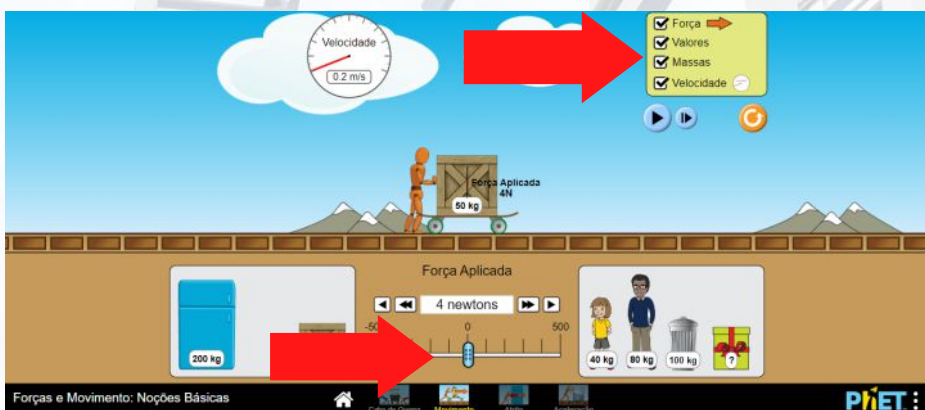 Força
Valores
Massas
Velocidade
Velocidade
0.2 m/s
Força Aplicada
4N
50 kg
Força Aplicada
4 newtons
0
500
200 kg
40 kg
80 kg
100 kg
?
Forças e Movimento: Noções Básicas
Movimento
PhET